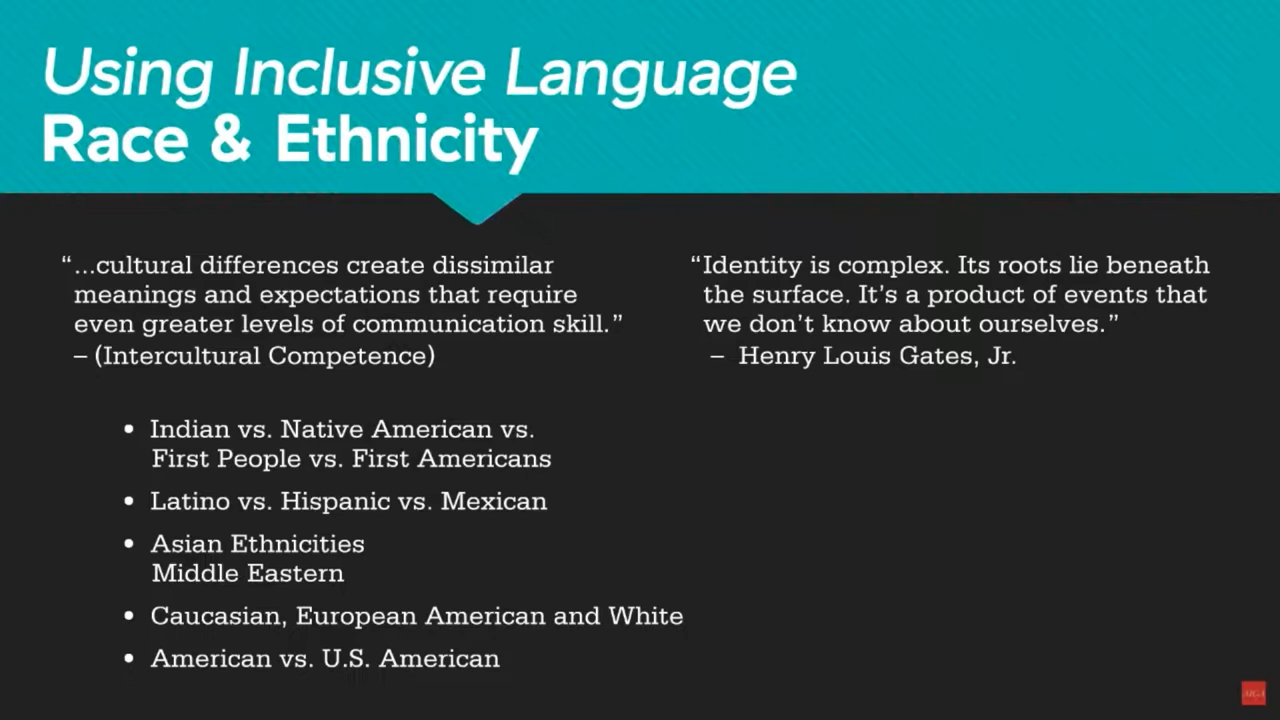 Using Inclusive Language
Race & Ethnicity
“...cultural differences create dissimilar
meanings and expectations that require
even greater levels of communication skill.”
– (Intercultural Competence)
“Identity is complex. Its roots lie beneath
the surface. It’s a product of events that
we don’t know about ourselves.”
– Henry Louis Gates, Jr.
• Indian vs. Native American vs.
First People vs. First Americans
• Latino vs. Hispanic vs. Mexican
• Asian Ethnicities
Middle Eastern
• Caucasian, European American and White
• American vs. U.S. American
AIGA